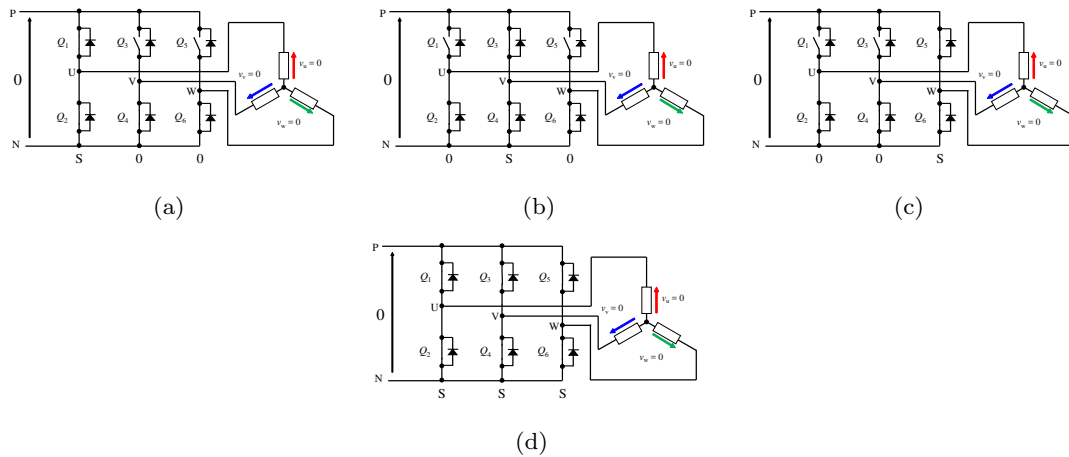 P
Q1
Q3
Q5
U
V
W
0
Q2
Q4
Q6
N
S 0 0
vu = 0
vv = 0
vw = 0
(a)
P
Q1
Q3
Q5
U
V
W
0
Q2
Q4
Q6
N
0 S 0
vu = 0
vv = 0
vw = 0
(b)
P
Q1
Q3
Q5
U
V
W
0
Q2
Q4
Q6
N
0 0 S
vu = 0
vv = 0
vw = 0
(c)
P
Q1
Q3
Q5
U
V
W
0
Q2
Q4
Q6
N
S S S
vu = 0
vv = 0
vw = 0
(d)